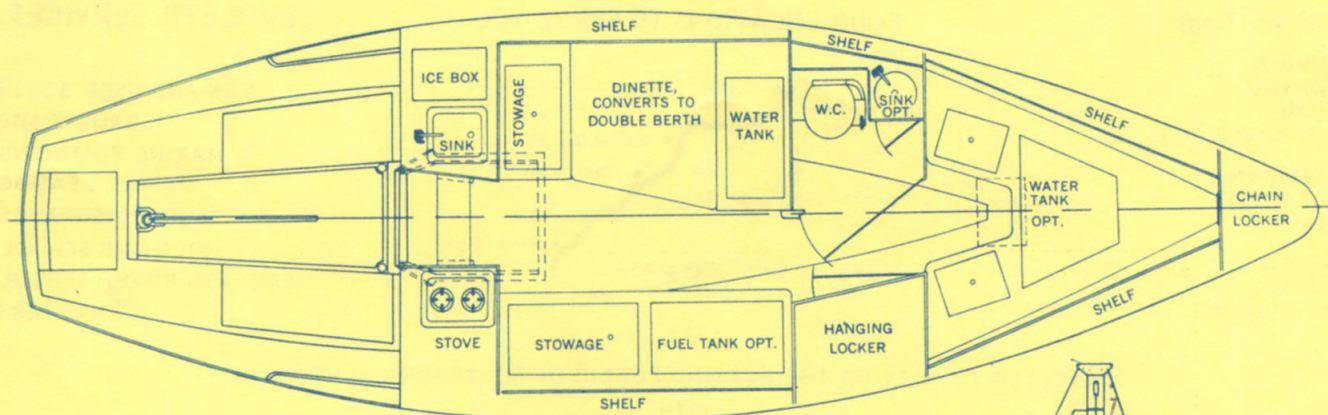 SHELF
SHELF
ICE BOX
SINK
STOWAGE
DINETTE,
CONVERTS TO
DOUBLE BERTH
WATER
TANK
W.C.
SINK
OPT.
SHELF
WATER
TANK
OPT.
CHAIN
LOCKER
STOVE
STOWAGE
FUEL TANK OPT.
HANGING
LOCKER
SHELF
SHELF